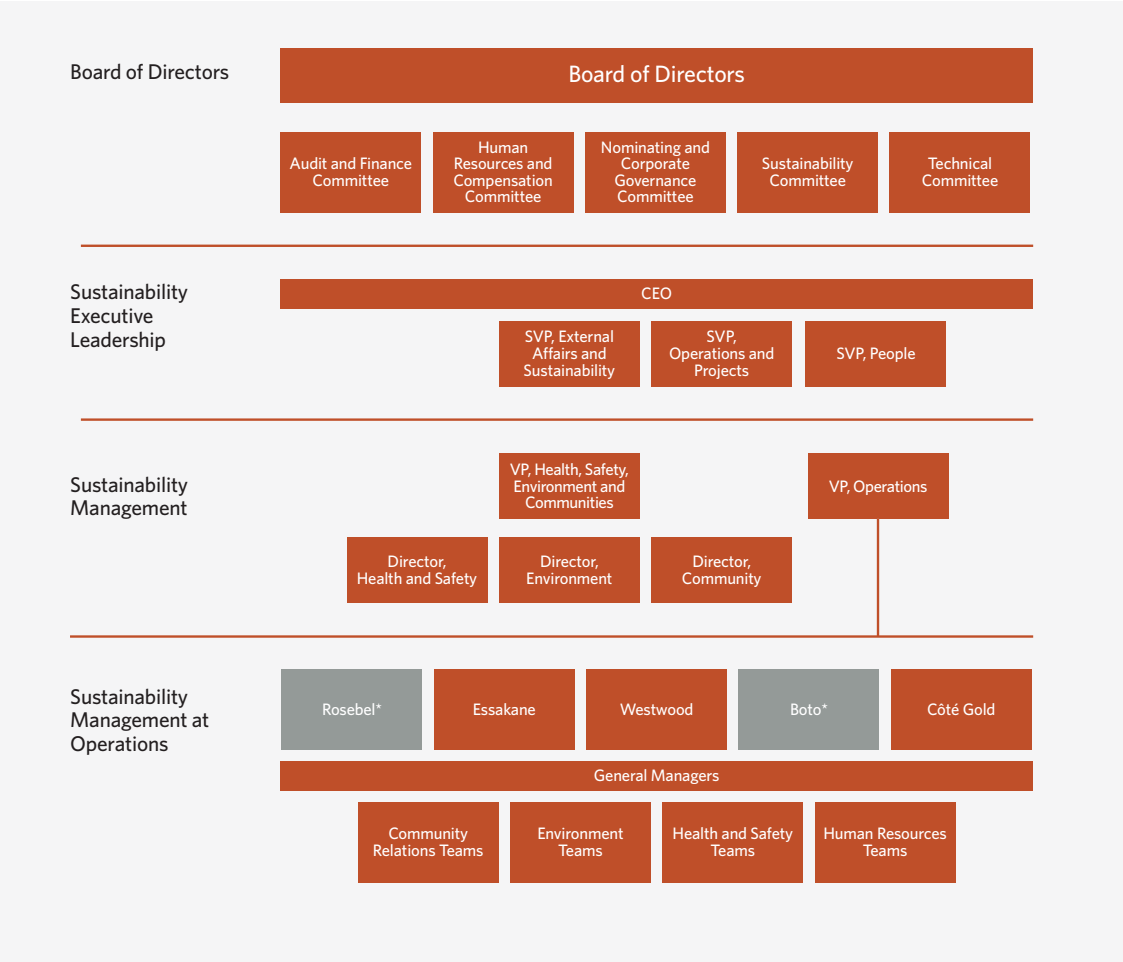 Board of Directors
Board of Directors
Audit and Finance
Committee
Human
Resources and
Compensation
Committee
Nominating and
Corporate
Governance
Committee
Sustainability
Committee
Technical
Committee
Sustainability
Executive
Leadership
CEO
SVP, External
Affairs and
Sustainability
SVP,
Operations and
Projects
SVP, People
Sustainability
Management
VP, Health, Safety,
Environment and
Communities
VP, Operations
Director,
Health and Safety
Director,
Environment
Director,
Community
Sustainability
Management at
Operations
Rosebel*
Essakane
Westwood
Boto*
Côté Gold
General Managers
Community
Relations Teams
Environment
Teams
Health and Safety
Teams
Human Resources
Teams